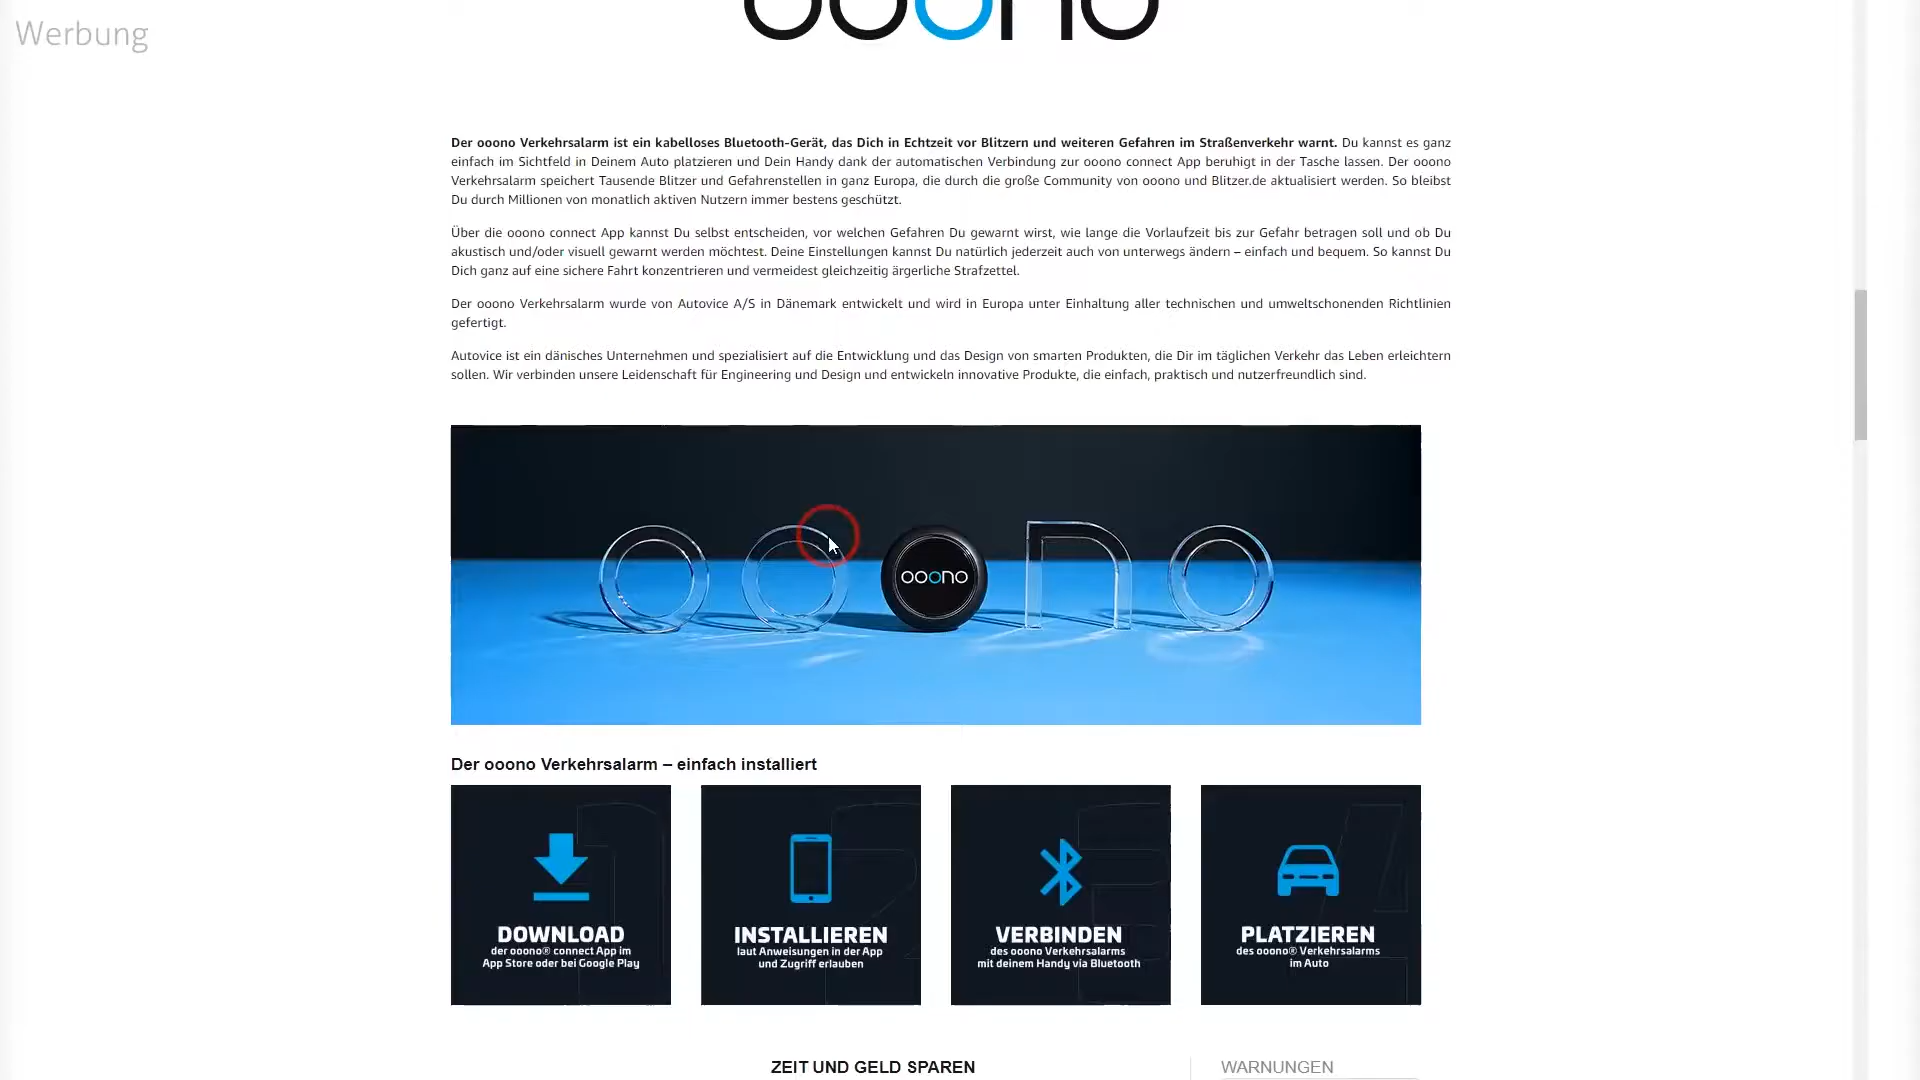 Werbung
ooono
Der ooono Verkehrsalarm ist ein kabelloses Bluetooth-Gerät, das Dich in Echtzeit vor Blitzern und weiteren Gefahren im Straßenverkehr warnt. Du kannst es ganz
einfach im Sichtfeld in Deinem Auto platzieren und Dein Handy dank der automatischen Verbindung zur ooono connect App beruhigt in der Tasche lassen. Der ooono
Verkehrsalarm speichert Tausende Blitzer und Gefahrenstellen in ganz Europa, die durch die große Community von ooono und Blitzer.de aktualisiert werden. So bleibst
Du durch Millionen von monatlich aktiven Nutzern immer bestens geschützt.
Über die ooono connect App kannst Du selbst entscheiden, vor welchen Gefahren Du gewarnt wirst, wie lange die Vorlaufzeit bis zur Gefahr betragen soll und ob Du
akustisch und/oder visuell gewarnt werden möchtest. Deine Einstellungen kannst Du natürlich jederzeit auch von unterwegs ändern – einfach und bequem. So kannst Du
Dich ganz auf eine sichere Fahrt konzentrieren und vermeidest gleichzeitig ärgerliche Strafzettel.
Der ooono Verkehrsalarm wurde von Autovice A/S in Dänemark entwickelt und wird in Europa unter Einhaltung aller technischen und umweltschonenden Richtlinien
gefertigt.
Autovice ist ein dänisches Unternehmen und spezialisiert auf die Entwicklung und das Design von smarten Produkten, die Dir im täglichen Verkehr das Leben erleichtern
sollen. Wir verbinden unsere Leidenschaft für Engineering und Design und entwickeln innovative Produkte, die einfach, praktisch und nutzerfreundlich sind.
oo ooono no
Der ooono Verkehrsalarm – einfach installiert
1
DOWNLOAD
der ooono® connect App im
App Store oder bei Google Play
2
INSTALLIEREN
laut Anweisungen in der App
und Zugriff erlauben
3
VERBINDEN
des ooono Verkehrsalarms
mit deinem Handy via Bluetooth
4
PLATZIEREN
des ooono® Verkehrsalarms
im Auto
ZEIT UND GELD SPAREN
WARNUNGEN